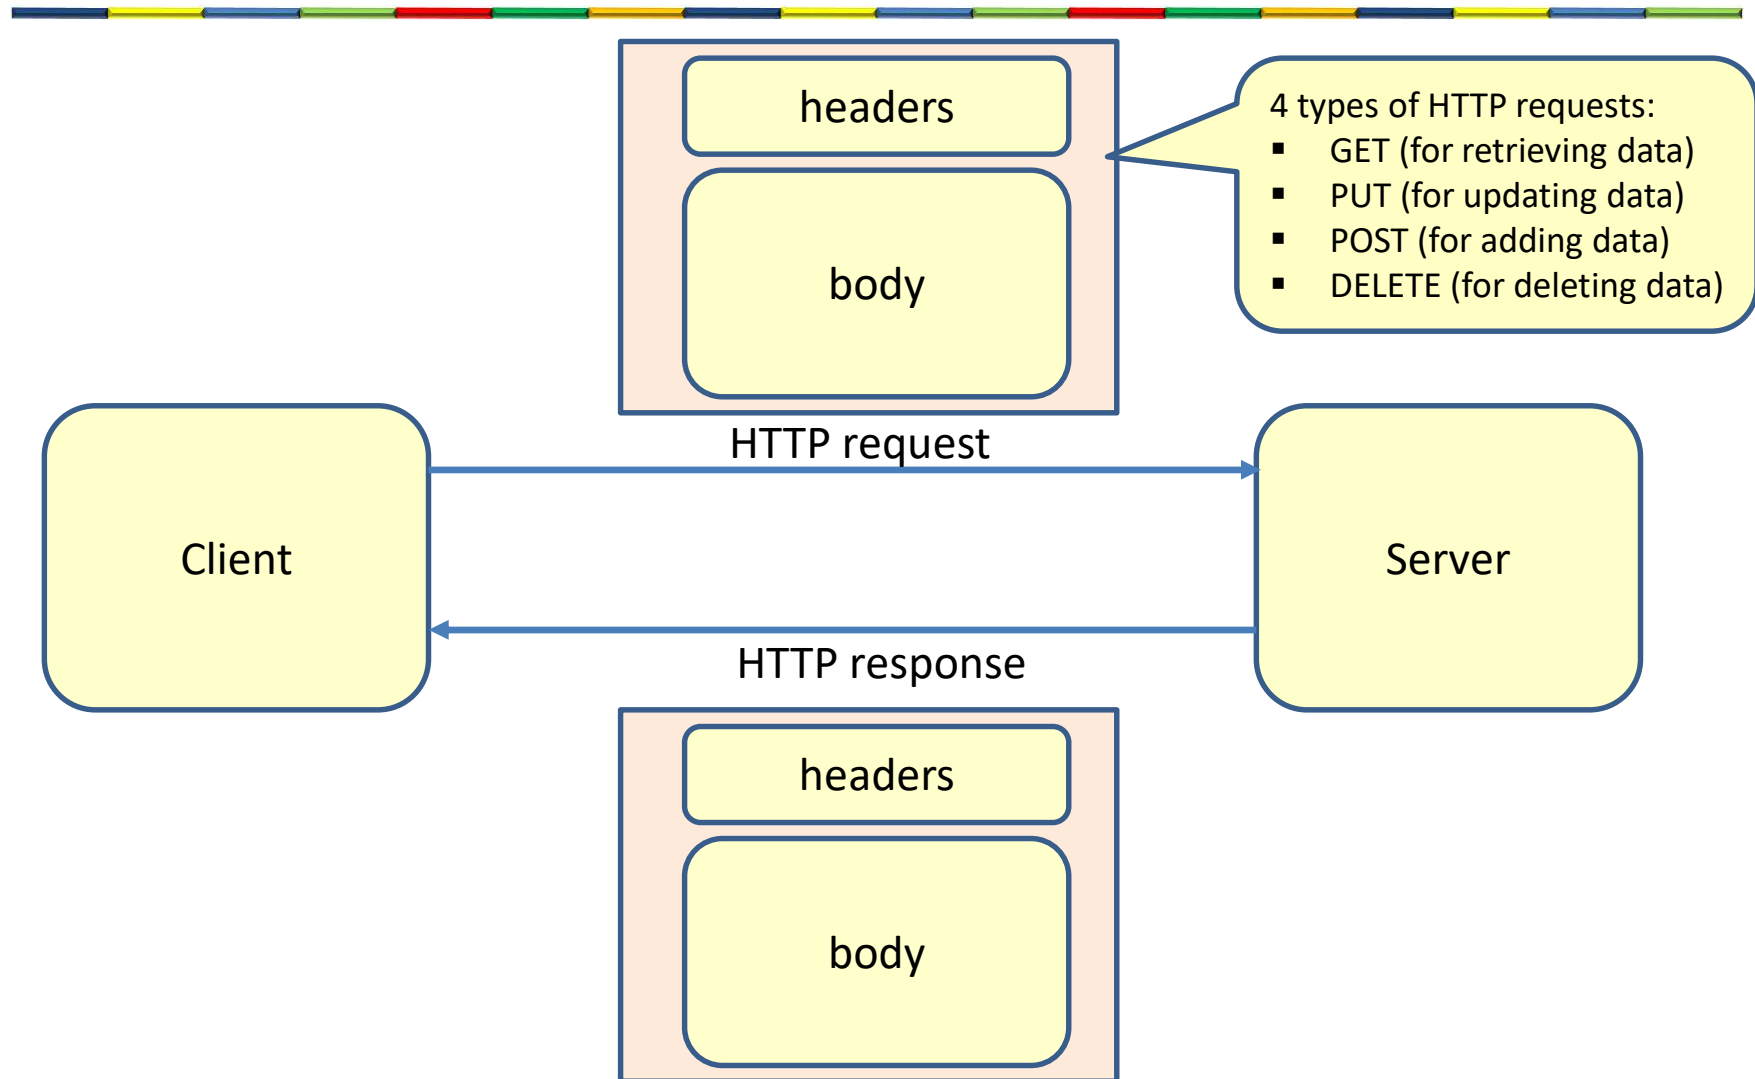 headers
body
4 types of HTTP requests:
▪ GET (for retrieving data)
▪ PUT (for updating data)
▪ POST (for adding data)
▪ DELETE (for deleting data)
HTTP request
Client
Server
HTTP response
headers
body